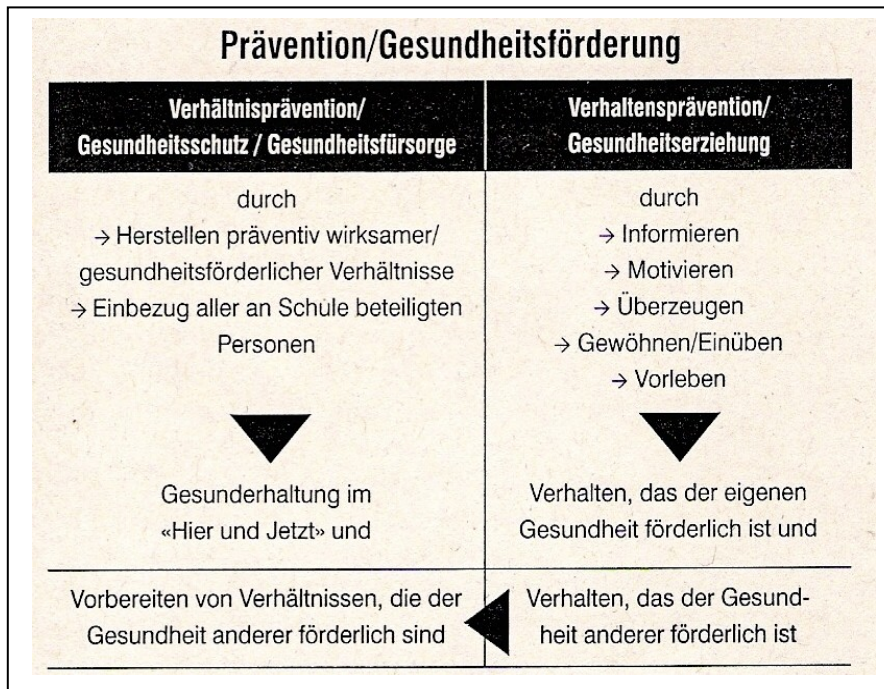 Prävention/Gesundheitsförderung
Verhältnisprävention/
Gesundheitsschutz / Gesundheitsfürsorge
durch
→ Herstellen präventiv wirksamer/
gesundheitsförderlicher Verhältnisse
→ Einbezug aller an Schule beteiligten
Personen
Gesunderhaltung im
«Hier und Jetzt» und
Verhaltensprävention/
Gesundheitserziehung
durch
→ Informieren
→ Motivieren
→ Überzeugen
→ Gewöhnen/Einüben
→ Vorleben
Verhalten, das der eigenen
Gesundheit förderlich ist und
Vorbereiten von Verhältnissen, die der
Gesundheit anderer förderlich sind
Verhalten, das der Gesund-
heit anderer förderlich ist